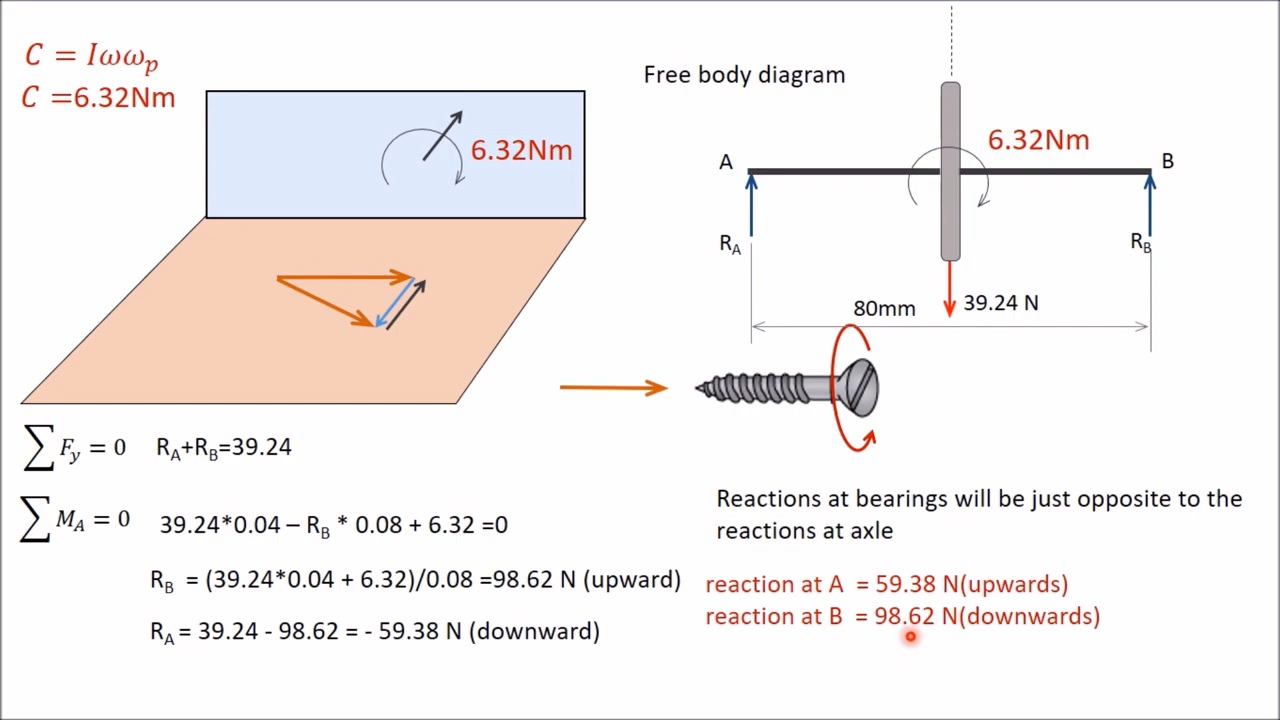 C = Iωωₚ
C =6.32Nm
6.32Nm
Free body diagram
6.32Nm
A
B
R_A
R_B
39.24 N
80mm
∑F_y = 0 R_A+R_B=39.24
∑M_A = 0 39.24*0.04 – R_B * 0.08 + 6.32 =0
R_B = (39.24*0.04 + 6.32)/0.08 =98.62 N (upward)
R_A = 39.24 - 98.62 = - 59.38 N (downward)
Reactions at bearings will be just opposite to the
reactions at axle
reaction at A = 59.38 N(upwards)
reaction at B = 98.62 N(downwards)